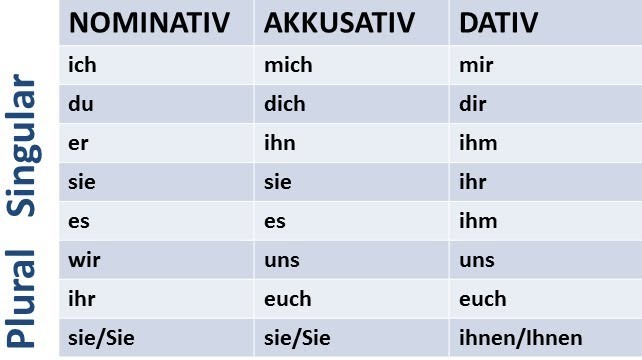 NOMINATIV AKKUSATIV DATIV
Singular
ich mich mir
du dich dir
er ihn ihm
sie sie ihr
es es ihm
Plural
wir uns uns
ihr euch euch
sie/Sie sie/Sie ihnen/Ihnen